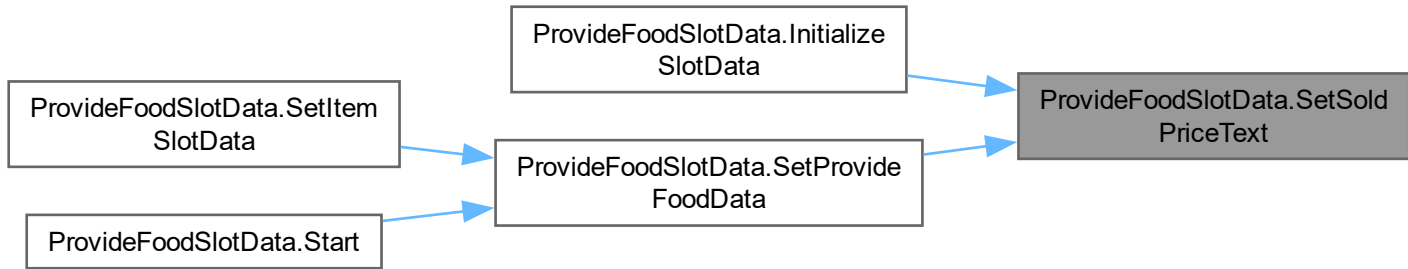 ProvideFoodSlotData.Initialize
SlotData
ProvideFoodSlotData.SetSold
PriceText
ProvideFoodSlotData.SetItem
SlotData
ProvideFoodSlotData.SetProvide
FoodData
ProvideFoodSlotData.Start